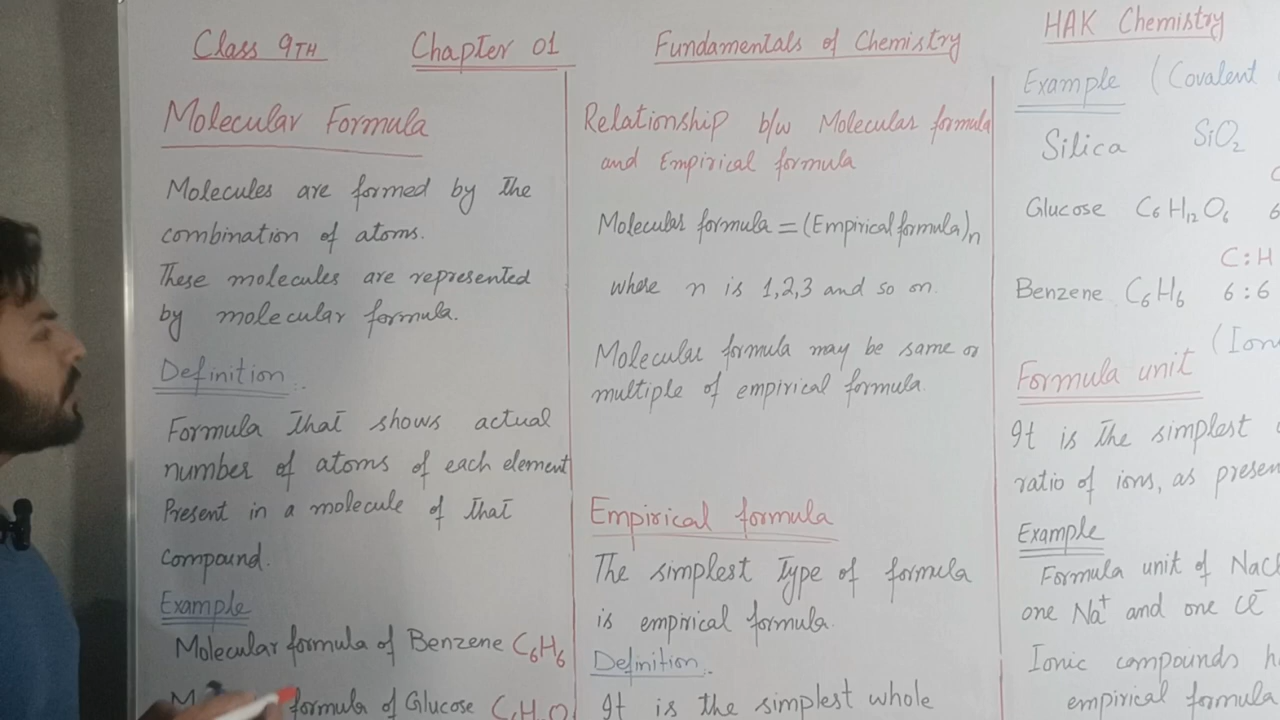 Class 9TH Chapter 01 Fundamentals of Chemistry HAK Chemistry
Molecular Formula
Molecules are formed by the
combination of atoms.
These molecules are represented
by molecular formula.
Definition:.
Formula that shows actual
number of atoms of each element
Present in a molecule of that
compound.
Example
Molecular formula of Benzene C6H6
formula of Glucose
Relationship b/w Molecular formula
and Empirical formula
Molecular formula = (Empirical formula)n
where n is 1,2,3 and so on.
Molecular formula may be same or
multiple of empirical formula.
Empirical formula
The simplest Type of formula
is empirical formula.
Definition:.
It is the simplest whole
Example (Covalent
Silica SiO2
Glucose C6H12O6
C:H
Benzene C6H6 6:6
Formula unit
It is the simplest
ratio of ions, as
Example
Formula unit of
one Na+ and one Cl-
Ionic compounds
empirical formula